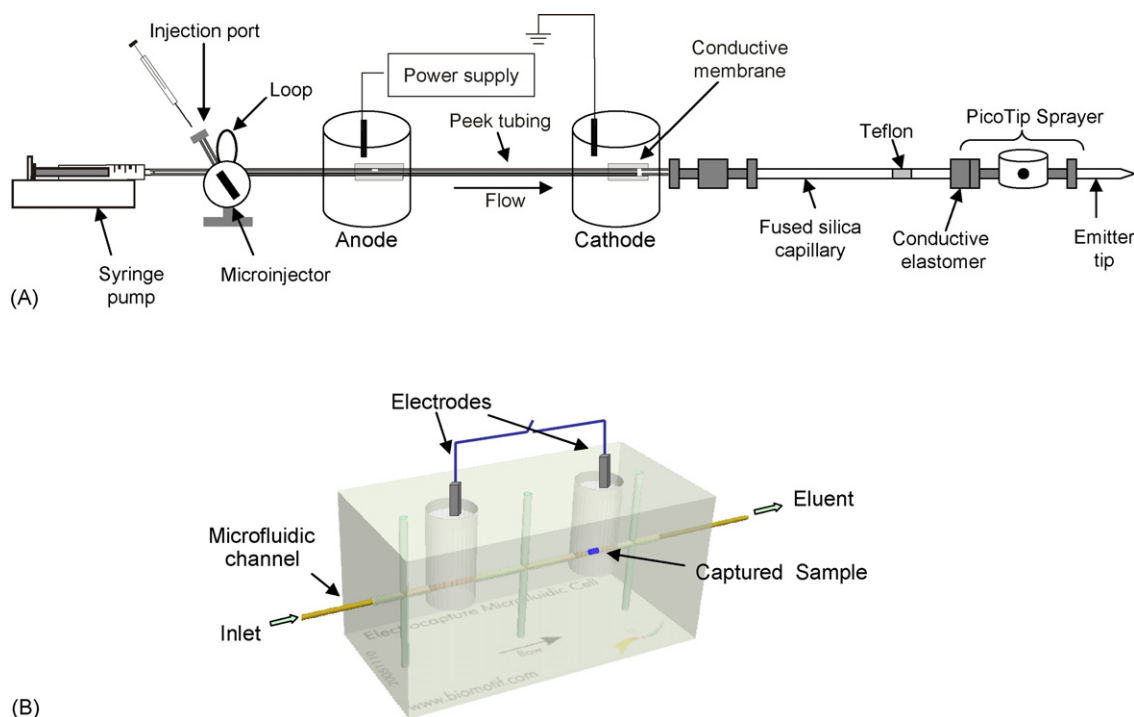 Injection port
Loop
Power supply
Conductive
membrane
Peek tubing
Teflon
PicoTip Sprayer
Flow
Anode
Cathode
Fused silica
capillary
Conductive
elastomer
Emitter
tip
Syringe
pump
Microinjector
(A)
Electrodes
Eluent
Microfluidic
channel
Captured Sample
Inlet
Electrocapture Microfluidic Cell
flow
www.biomotif.com
(B)